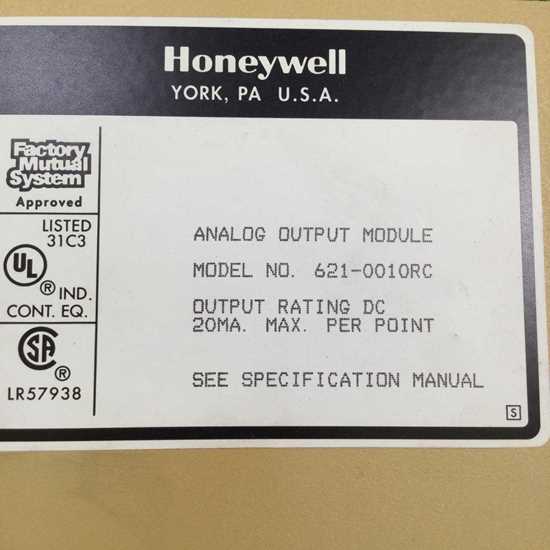 Honeywell
YORK, PA U.S.A.
Factory
Mutual
System
Approved
LISTED
31C3
UL
®
IND.
CONT. EQ.
CSA
®
LR57938
ANALOG OUTPUT MODULE
MODEL NO. 621-0010RC
OUTPUT RATING DC
20MA. MAX. PER POINT
SEE SPECIFICATION MANUAL
S